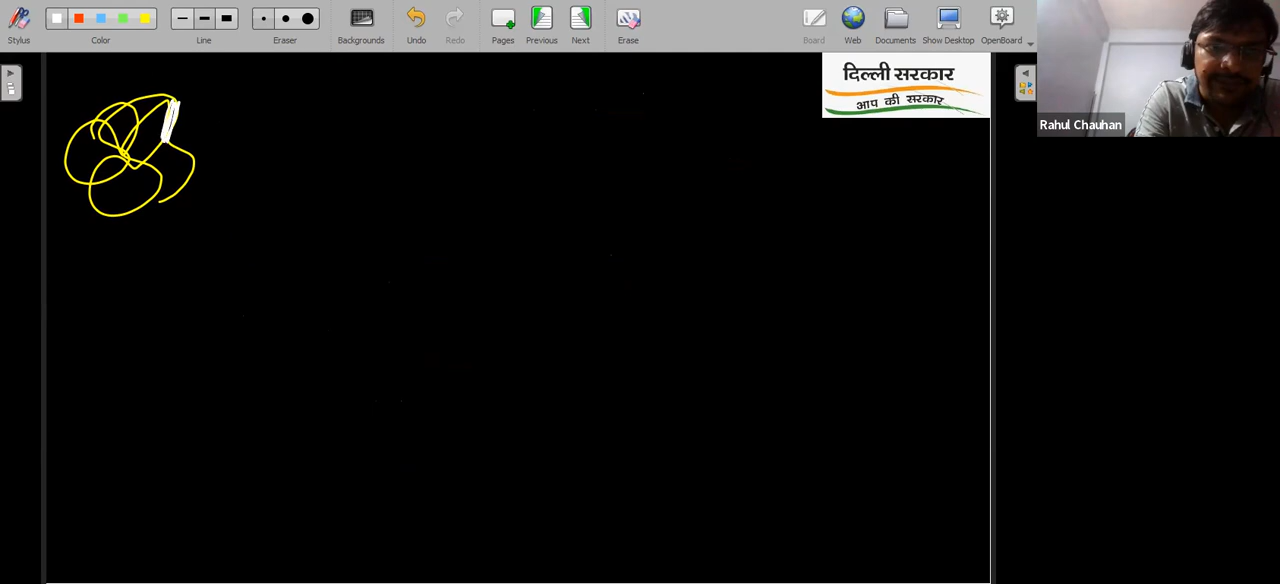 Stylus
Color
Line
Eraser
Backgrounds
Undo
Redo
Pages
Previous
Next
Erase
Board
Web
Documents
Show Desktop
OpenBoard
दिल्ली सरकार
आप की सरकार
Rahul Chauhan